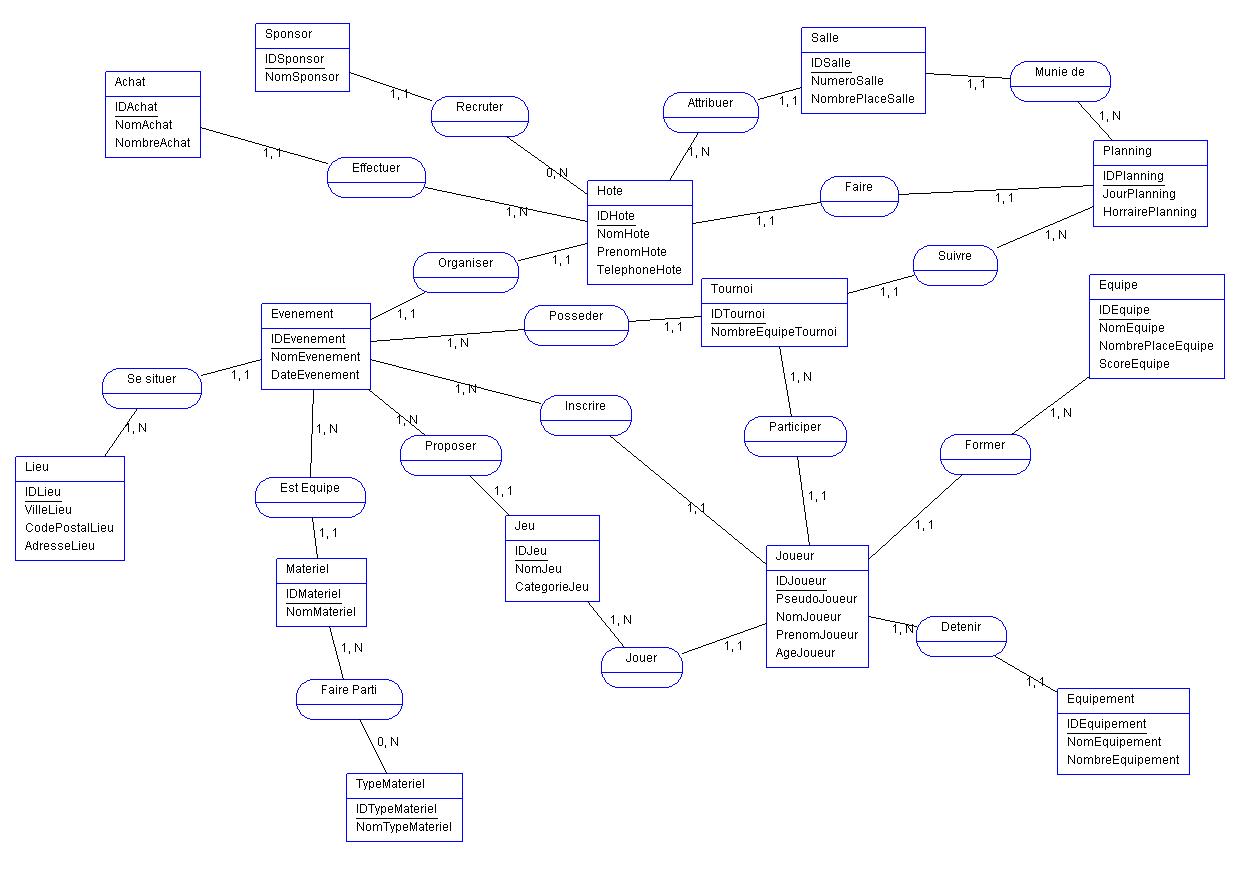 Sponsor
IDSponsor
NomSponsor
1, 1
Recruter
0, N
Achat
IDAchat
NomAchat
NombreAchat
1, 1
Effectuer
1, N
Salle
IDSalle
NumeroSalle
NombrePlaceSalle
1, 1
Attribuer
1, N
1, 1
Munie de
1, N
Planning
IDPlanning
JourPlanning
HorrairePlanning
Hote
IDHote
NomHote
PrenomHote
TelephoneHote
1, 1
Faire
1, 1
1, N
Suivre
1, 1
1, 1
Organiser
1, 1
Tournoi
IDTournoi
NombreEquipeTournoi
Evenement
IDEvenement
NomEvenement
DateEvenement
1, N
Posseder
1, 1
Equipe
IDEquipe
NomEquipe
NombrePlaceEquipe
ScoreEquipe
1, 1
Se situer
1, N
Lieu
IDLieu
VilleLieu
CodePostalLieu
AdresseLieu
1, N
Inscrire
1, 1
1, N
Participer
1, 1
1, N
Former
1, 1
1, N
Proposer
1, 1
1, N
Est Equipe
1, 1
Jeu
IDJeu
NomJeu
CategorieJeu
Materiel
IDMateriel
NomMateriel
Joueur
IDJoueur
PseudoJoueur
NomJoueur
PrenomJoueur
AgeJoueur
1, N
Jouer
1, 1
1, N
Detenir
1, 1
Equipement
IDEquipement
NomEquipement
NombreEquipement
1, N
Faire Parti
0, N
TypeMateriel
IDTypeMateriel
NomTypeMateriel